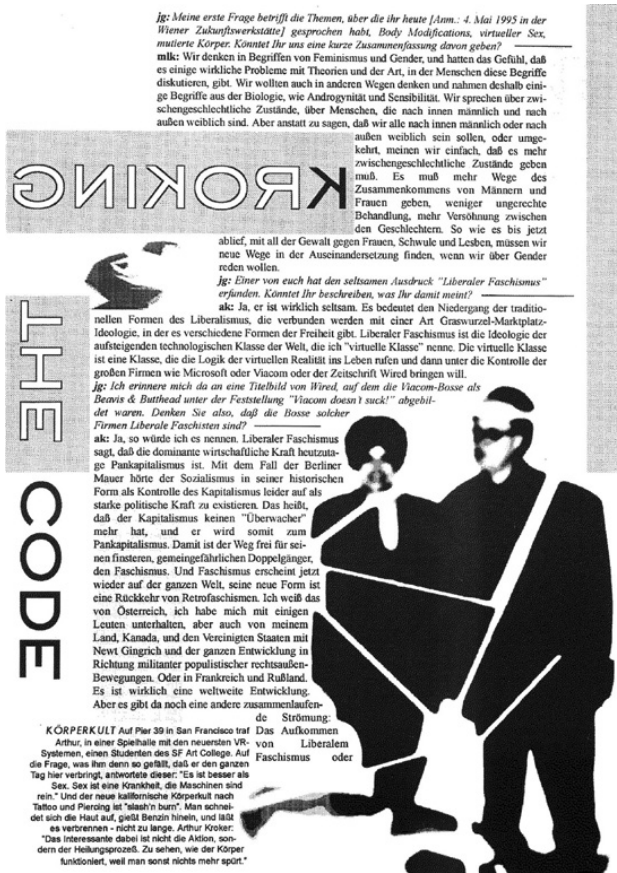 jg: Meine erste Frage betrifft die Themen, über die ihr heute [Anm.: 4. Mai 1995 in der
Wiener Zukunftswerkstätte] gesprochen habt, Body Modifications, virtueller Sex,
mutierte Körper. Könntet Ihr uns eine kurze Zusammenfassung davon geben?
mlk: Wir denken in Begriffen von Feminismus und Gender, und hatten das Gefühl, daß
es einige wirkliche Probleme mit Theorien und der Art, in der Menschen diese Begriffe
diskutieren, gibt. Wir wollten auch in anderen Wegen denken und nahmen deshalb eini-
ge Begriffe aus der Biologie, wie Androgynität und Sensibilität. Wir sprechen über zwi-
schengeschlechtliche Zustände, über Menschen, die nach innen männlich und nach
außen weiblich sind. Aber anstatt zu sagen, daß wir alle nach innen männlich oder nach
außen weiblich sein sollen, oder umge-
kehrt, meinen wir einfach, daß es mehr
zwischengeschlechtliche Zustände geben
muß. Es muß mehr Wege des
Zusammenkommens von Männern und
Frauen geben, weniger ungerechte
Behandlung, mehr Versöhnung zwischen
den Geschlechtern. So wie es bis jetzt
ablief, mit all der Gewalt gegen Frauen, Schwule und Lesben, müssen wir
neue Wege in der Auseinandersetzung finden, wenn wir über Gender
reden wollen.
KROKING
THE
CODE
jg: Einer von euch hat den seltsamen Ausdruck "Liberaler Faschismus"
erfunden. Könntet Ihr beschreiben, was Ihr damit meint?
ak: Ja, er ist wirklich seltsam. Es bedeutet den Niedergang der traditio-
nellen Formen des Liberalismus, die verbunden werden mit einer Art Graswurzel-Marktplatz-
Ideologie, in der es verschiedene Formen der Freiheit gibt. Liberaler Faschismus ist die Ideologie der
aufsteigenden technologischen Klasse der Welt, die ich "virtuelle Klasse" nenne. Die virtuelle Klasse
ist eine Klasse, die die Logik der virtuellen Realität ins Leben rufen und dann unter die Kontrolle der
großen Firmen wie Microsoft oder Viacom oder der Zeitschrift Wired bringen will.
jg: Ich erinnere mich da an eine Titelbild von Wired, auf dem die Viacom-Bosse als
Beavis & Butthead unter der Feststellung "Viacom doesn't suck!" abgebil-
det waren. Denken Sie also, daß die Bosse solcher
Firmen Liberale Faschisten sind?
ak: Ja, so würde ich es nennen. Liberaler Faschismus
sagt, daß die dominante wirtschaftliche Kraft heutzuta-
ge Pankapitalismus ist. Mit dem Fall der Berliner
Mauer hörte der Sozialismus in seiner historischen
Form als Kontrolle des Kapitalismus leider auf als
starke politische Kraft zu existieren. Das heißt,
daß der Kapitalismus keinen "Überwacher"
mehr hat, und er wird somit zum
Pankapitalismus. Damit ist der Weg frei für sei-
nen finsteren, gemeingefährlichen Doppelgänger,
den Faschismus. Und Faschismus erscheint jetzt
wieder auf der ganzen Welt, seine neue Form ist
eine Rückkehr von Retrofaschismen. Ich weiß das
von Österreich, ich habe mich mit einigen
Leuten unterhalten, aber auch von meinem
Land, Kanada, und den Vereinigten Staaten mit
Newt Gingrich und der ganzen Entwicklung in
Richtung militanter populistischer rechtsaußen-
Bewegungen. Oder in Frankreich und Rußland.
Es ist wirklich eine weltweite Entwicklung.
Aber es gibt da noch eine andere zusammenlaufen-
de Strömung:
Das Aufkommen
von Liberalem
Faschismus oder
KÖRPERKULT Auf Pier 39 in San Francisco traf
Arthur, in einer Spielhalle mit den neuersten VR-
Systemen, einen Studenten des SF Art College. Auf
die Frage, was ihm denn so gefällt, daß er den ganzen
Tag hier verbringt, antwortete dieser: "Es ist besser als
Sex. Sex ist eine Krankheit, die Maschinen sind
rein." Und der neue kalifornische Körperkult nach
Tattoo und Piercing ist "slash'n burn". Man schnei-
det sich die Haut auf, gießt Benzin hinein, und läßt
es verbrennen - nicht zu lange. Arthur Kroker:
"Das Interessante dabei ist nicht die Aktion, son-
dern der Heilungsprozeß. Zu sehen, wie der Körper
funktioniert, weil man sonst nichts mehr spürt."